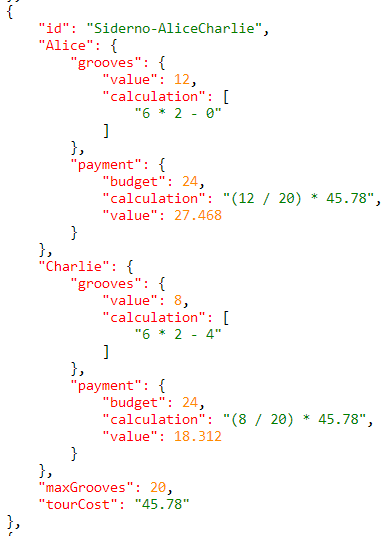 {
"id": "Siderno-AliceCharlie",
"Alice": {
"grooves": {
"value": 12,
"calculation": [
"6 * 2 - 0"
]
},
"payment": {
"budget": 24,
"calculation": "(12 / 20) * 45.78",
"value": 27.468
}
},
"Charlie": {
"grooves": {
"value": 8,
"calculation": [
"6 * 2 - 4"
]
},
"payment": {
"budget": 24,
"calculation": "(8 / 20) * 45.78",
"value": 18.312
}
},
"maxGrooves": 20,
"tourCost": "45.78"
},